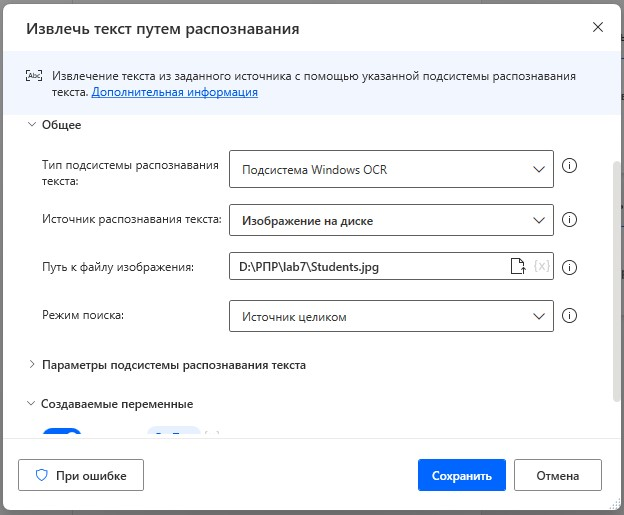 Извлечь текст путем распознавания
Abc
Извлечение текста из заданного источника с помощью указанной подсистемы распознавания
текста. Дополнительная информация
Общее
Тип подсистемы распознавания
текста:
Подсистема Windows OCR
Источник распознавания текста:
Изображение на диске
Путь к файлу изображения:
D:\РПР\lab7\Students.jpg
{x}
Режим поиска:
Источник целиком
Параметры подсистемы распознавания текста
Создаваемые переменные
При ошибке
Сохранить
Отмена